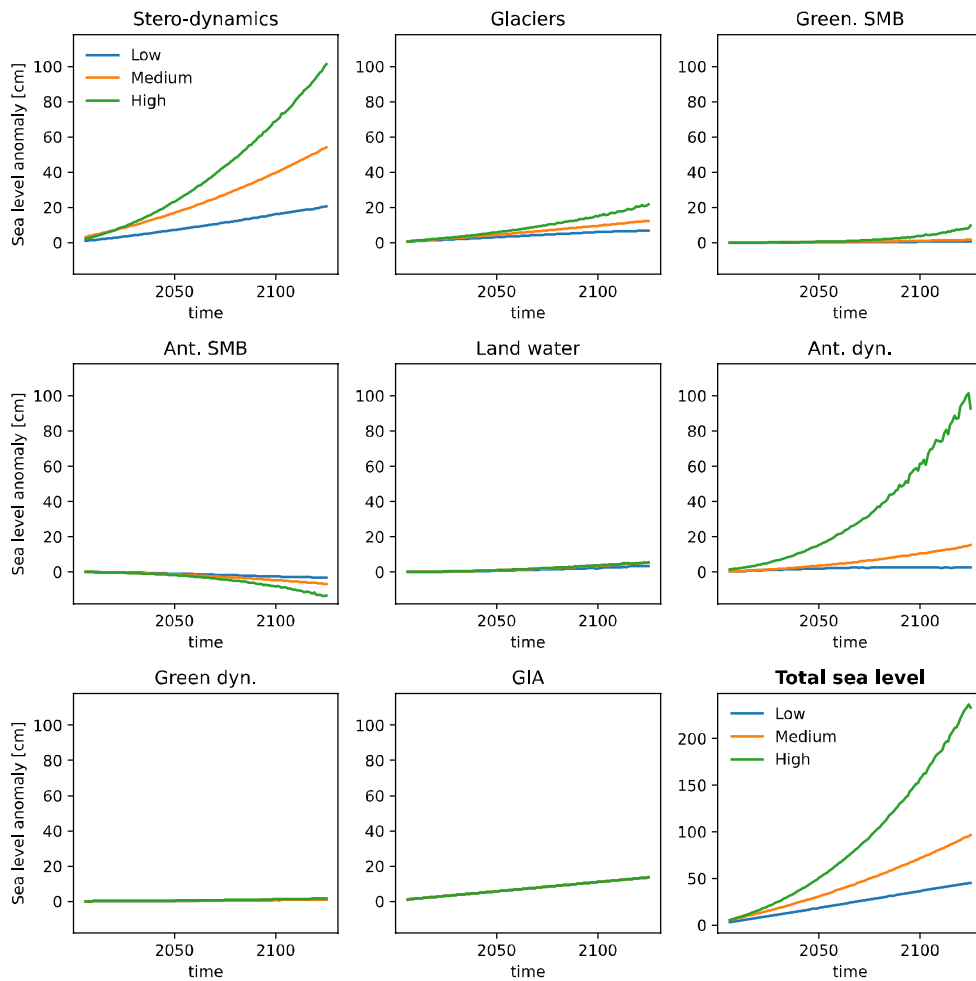 Stero-dynamics
Glaciers
Green. SMB
Sea level anomaly [cm]
100
80
60
40
20
0
Low
Medium
High
2050
2100
time
100
80
60
40
20
0
2050
2100
time
100
80
60
40
20
0
2050
2100
time
Ant. SMB
Land water
Ant. dyn.
Sea level anomaly [cm]
100
80
60
40
20
0
2050
2100
time
100
80
60
40
20
0
2050
2100
time
100
80
60
40
20
0
2050
2100
time
Green dyn.
GIA
Total sea level
Sea level anomaly [cm]
100
80
60
40
20
0
2050
2100
time
100
80
60
40
20
0
2050
2100
time
200
150
100
50
0
Low
Medium
High
2050
2100
time